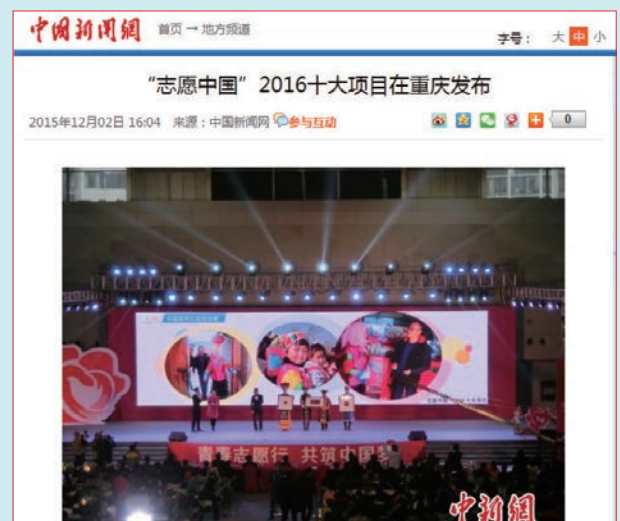 中国新闻網 首页 → 地方频道
字号： 大 中 小
“志愿中国”2016十大项目在重庆发布
2015年12月02日 16:04 来源：中国新闻网 参与互动
0
青春志愿行 共筑中国梦
中新網